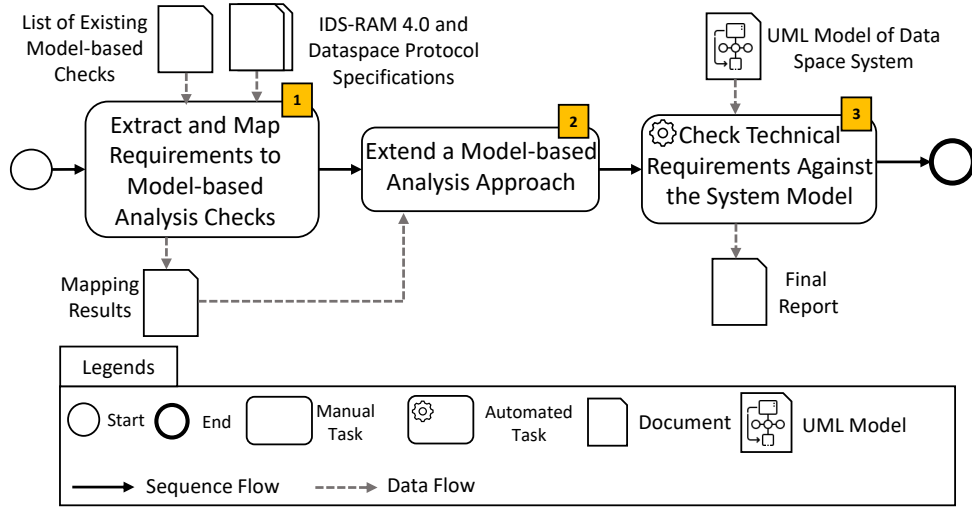 List of Existing
Model-based
Checks
IDS-RAM 4.0 and
Dataspace Protocol
Specifications
UML Model of Data
Space System
1
Extract and Map
Requirements to
Model-based
Analysis Checks
2
Extend a Model-based
Analysis Approach
3
Check Technical
Requirements Against
the System Model
Mapping
Results
Final
Report
Legends
Start
End
Manual
Task
Automated
Task
Document
UML Model
Sequence Flow
Data Flow